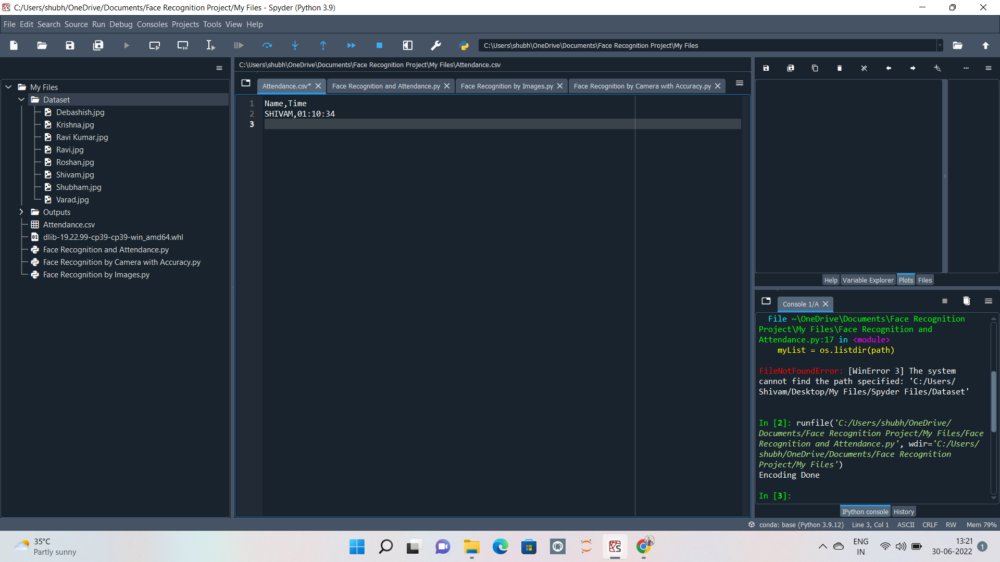 C:/Users/shubh/OneDrive/Documents/Face Recognition Project/My Files - Spyder (Python 3.9)
File Edit Search Source Run Debug Consoles Projects Tools View Help
C:\Users\shubh\OneDrive\Documents\Face Recognition Project\My Files
My Files
Dataset
Debashish.jpg
Krishna.jpg
Ravi Kumar.jpg
Ravi.jpg
Roshan.jpg
Shivam.jpg
Shubham.jpg
Varad.jpg
Outputs
Attendance.csv
dlib-19.22.99-cp39-cp39-win_amd64.whl
Face Recognition and Attendance.py
Face Recognition by Camera with Accuracy.py
Face Recognition by Images.py
C:\Users\shubh\OneDrive\Documents\Face Recognition Project\My Files\Attendance.csv
Attendance.csv* Face Recognition and Attendance.py Face Recognition by Images.py Face Recognition by Camera with Accuracy.py
1 Name,Time
2 SHIVAM,01:10:34
3
Help Variable Explorer Plots Files
Console 1/A
File ~\OneDrive\Documents\Face Recognition
Project\My Files\Face Recognition and
Attendance.py:17 in <module>
myList = os.listdir(path)
FileNotFoundError: [WinError 3] The system
cannot find the path specified: 'C:/Users/
Shivam/Desktop/My Files/Spyder Files/Dataset'
In [2]: runfile('C:/Users/shubh/OneDrive/
Documents/Face Recognition Project/My Files/Face
Recognition and Attendance.py', wdir='C:/Users/
shubh/OneDrive/Documents/Face Recognition
Project/My Files')
Encoding Done
In [3]:
IPython console History
conda: base (Python 3.9.12) Line 3, Col 1 ASCII CRLF RW Mem 79%
35°C
Partly sunny
ENG
IN
13:21
30-06-2022
1